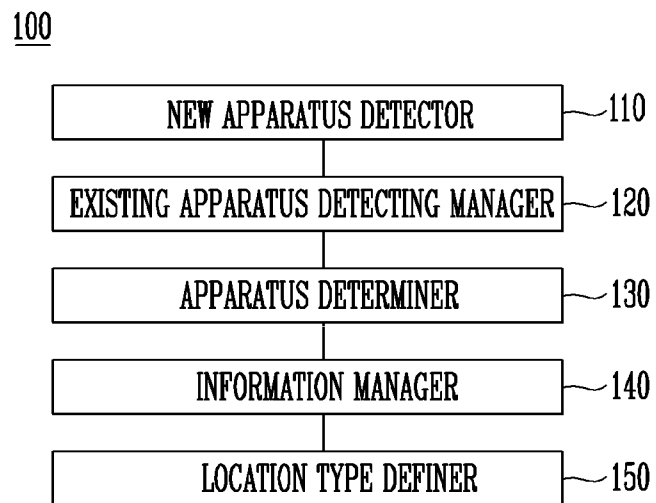 100
NEW APPARATUS DETECTOR 110
EXISTING APPARATUS DETECTING MANAGER 120
APPARATUS DETERMINER 130
INFORMATION MANAGER 140
LOCATION TYPE DEFINER 150